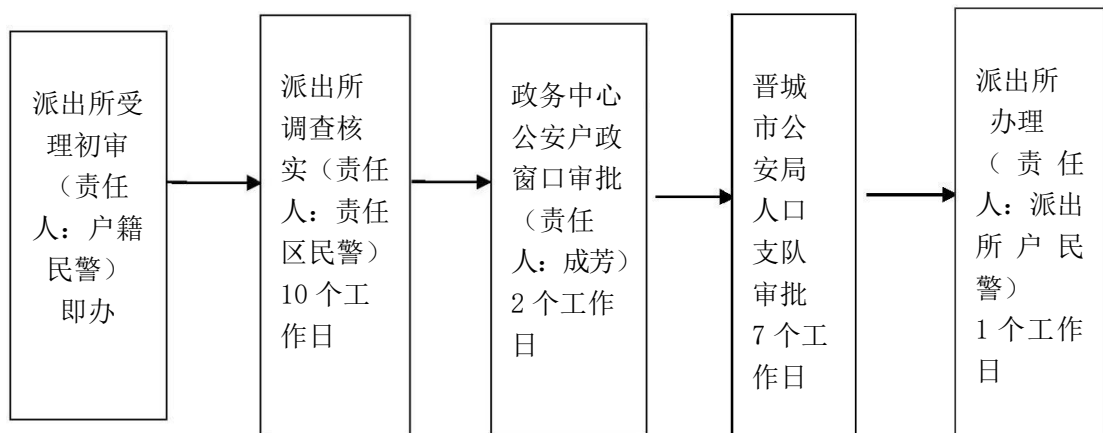 派出所受
理初审
（责任
人：户籍
民警）
即办
派出所
调查核
实（责任
人：责任
区民警）
10 个工
作日
政务中心
公安户政
窗口审批
（责任
人：成芳）
2 个工作
日
晋城
市公
安局
人口
支队
审批
7 个工
作日
派出所
办理
（责任
人：派出
所户民
警）
1 个工作
日